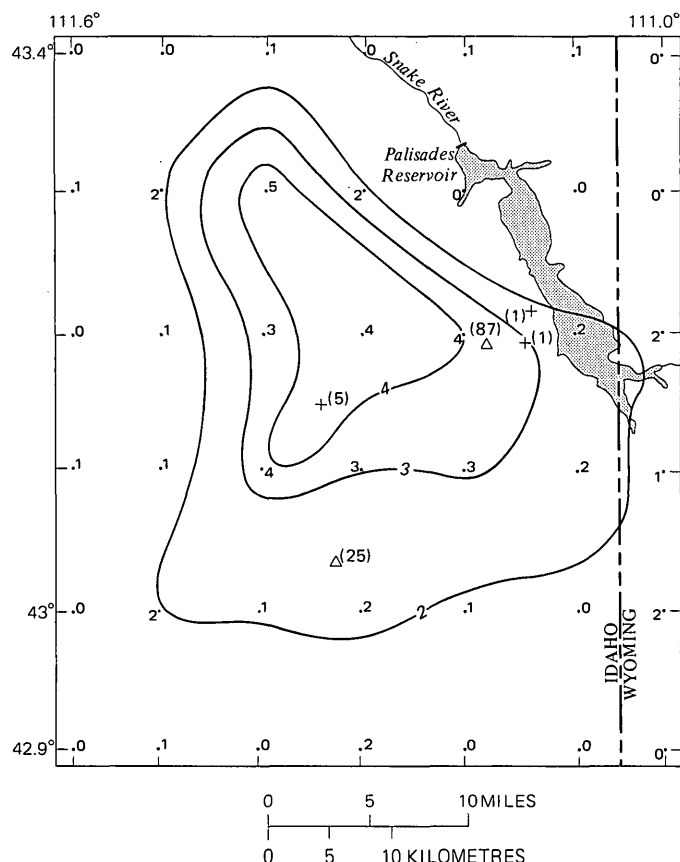 111.6° 111.0°
43.4° .0 .0 .1 .0 .1 .1 0.
Snake River
Palisades
Reservoir
.1 2. .5 2. 0. .0 0.
.0 .1 .3 .4 4. (87) (1) (1) .2 2.
(5) 4
.1 .1 .4 3. 3 .3 .2 1.
(25)
43° .0 2. .1 .2 2 .1 .0 2.
IDAHO
WYOMING
42.9° .0 .1 .0 .2 .0 .0 0.
0 5 10 MILES
0 5 10 KILOMETRES